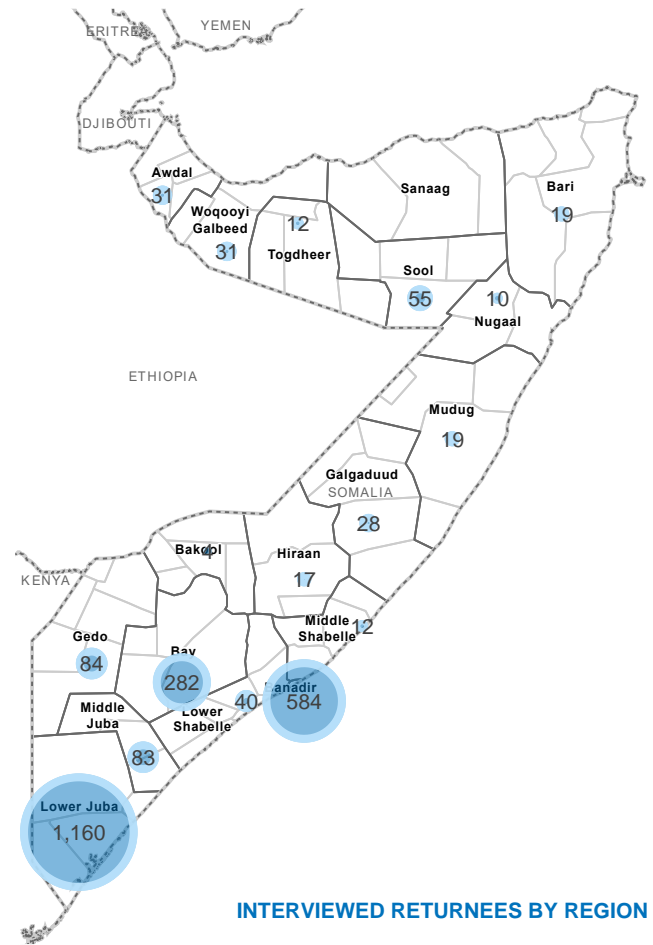 ERITREA
YEMEN
DJIBOUTI
Awdal
31
Woqooyi
Galbeed
31
12
Togdheer
Sanaag
Bari
19
Sool
55
10
Nugaal
ETHIOPIA
Mudug
19
Galgaduud
SOMALIA
28
Bakool
4
Hiraan
17
KENYA
Middle
Shabelle
12
Gedo
84
Bay
282
Banadir
584
40
Lower
Shabelle
Middle
Juba
83
Lower Juba
1,160
INTERVIEWED RETURNEES BY REGION